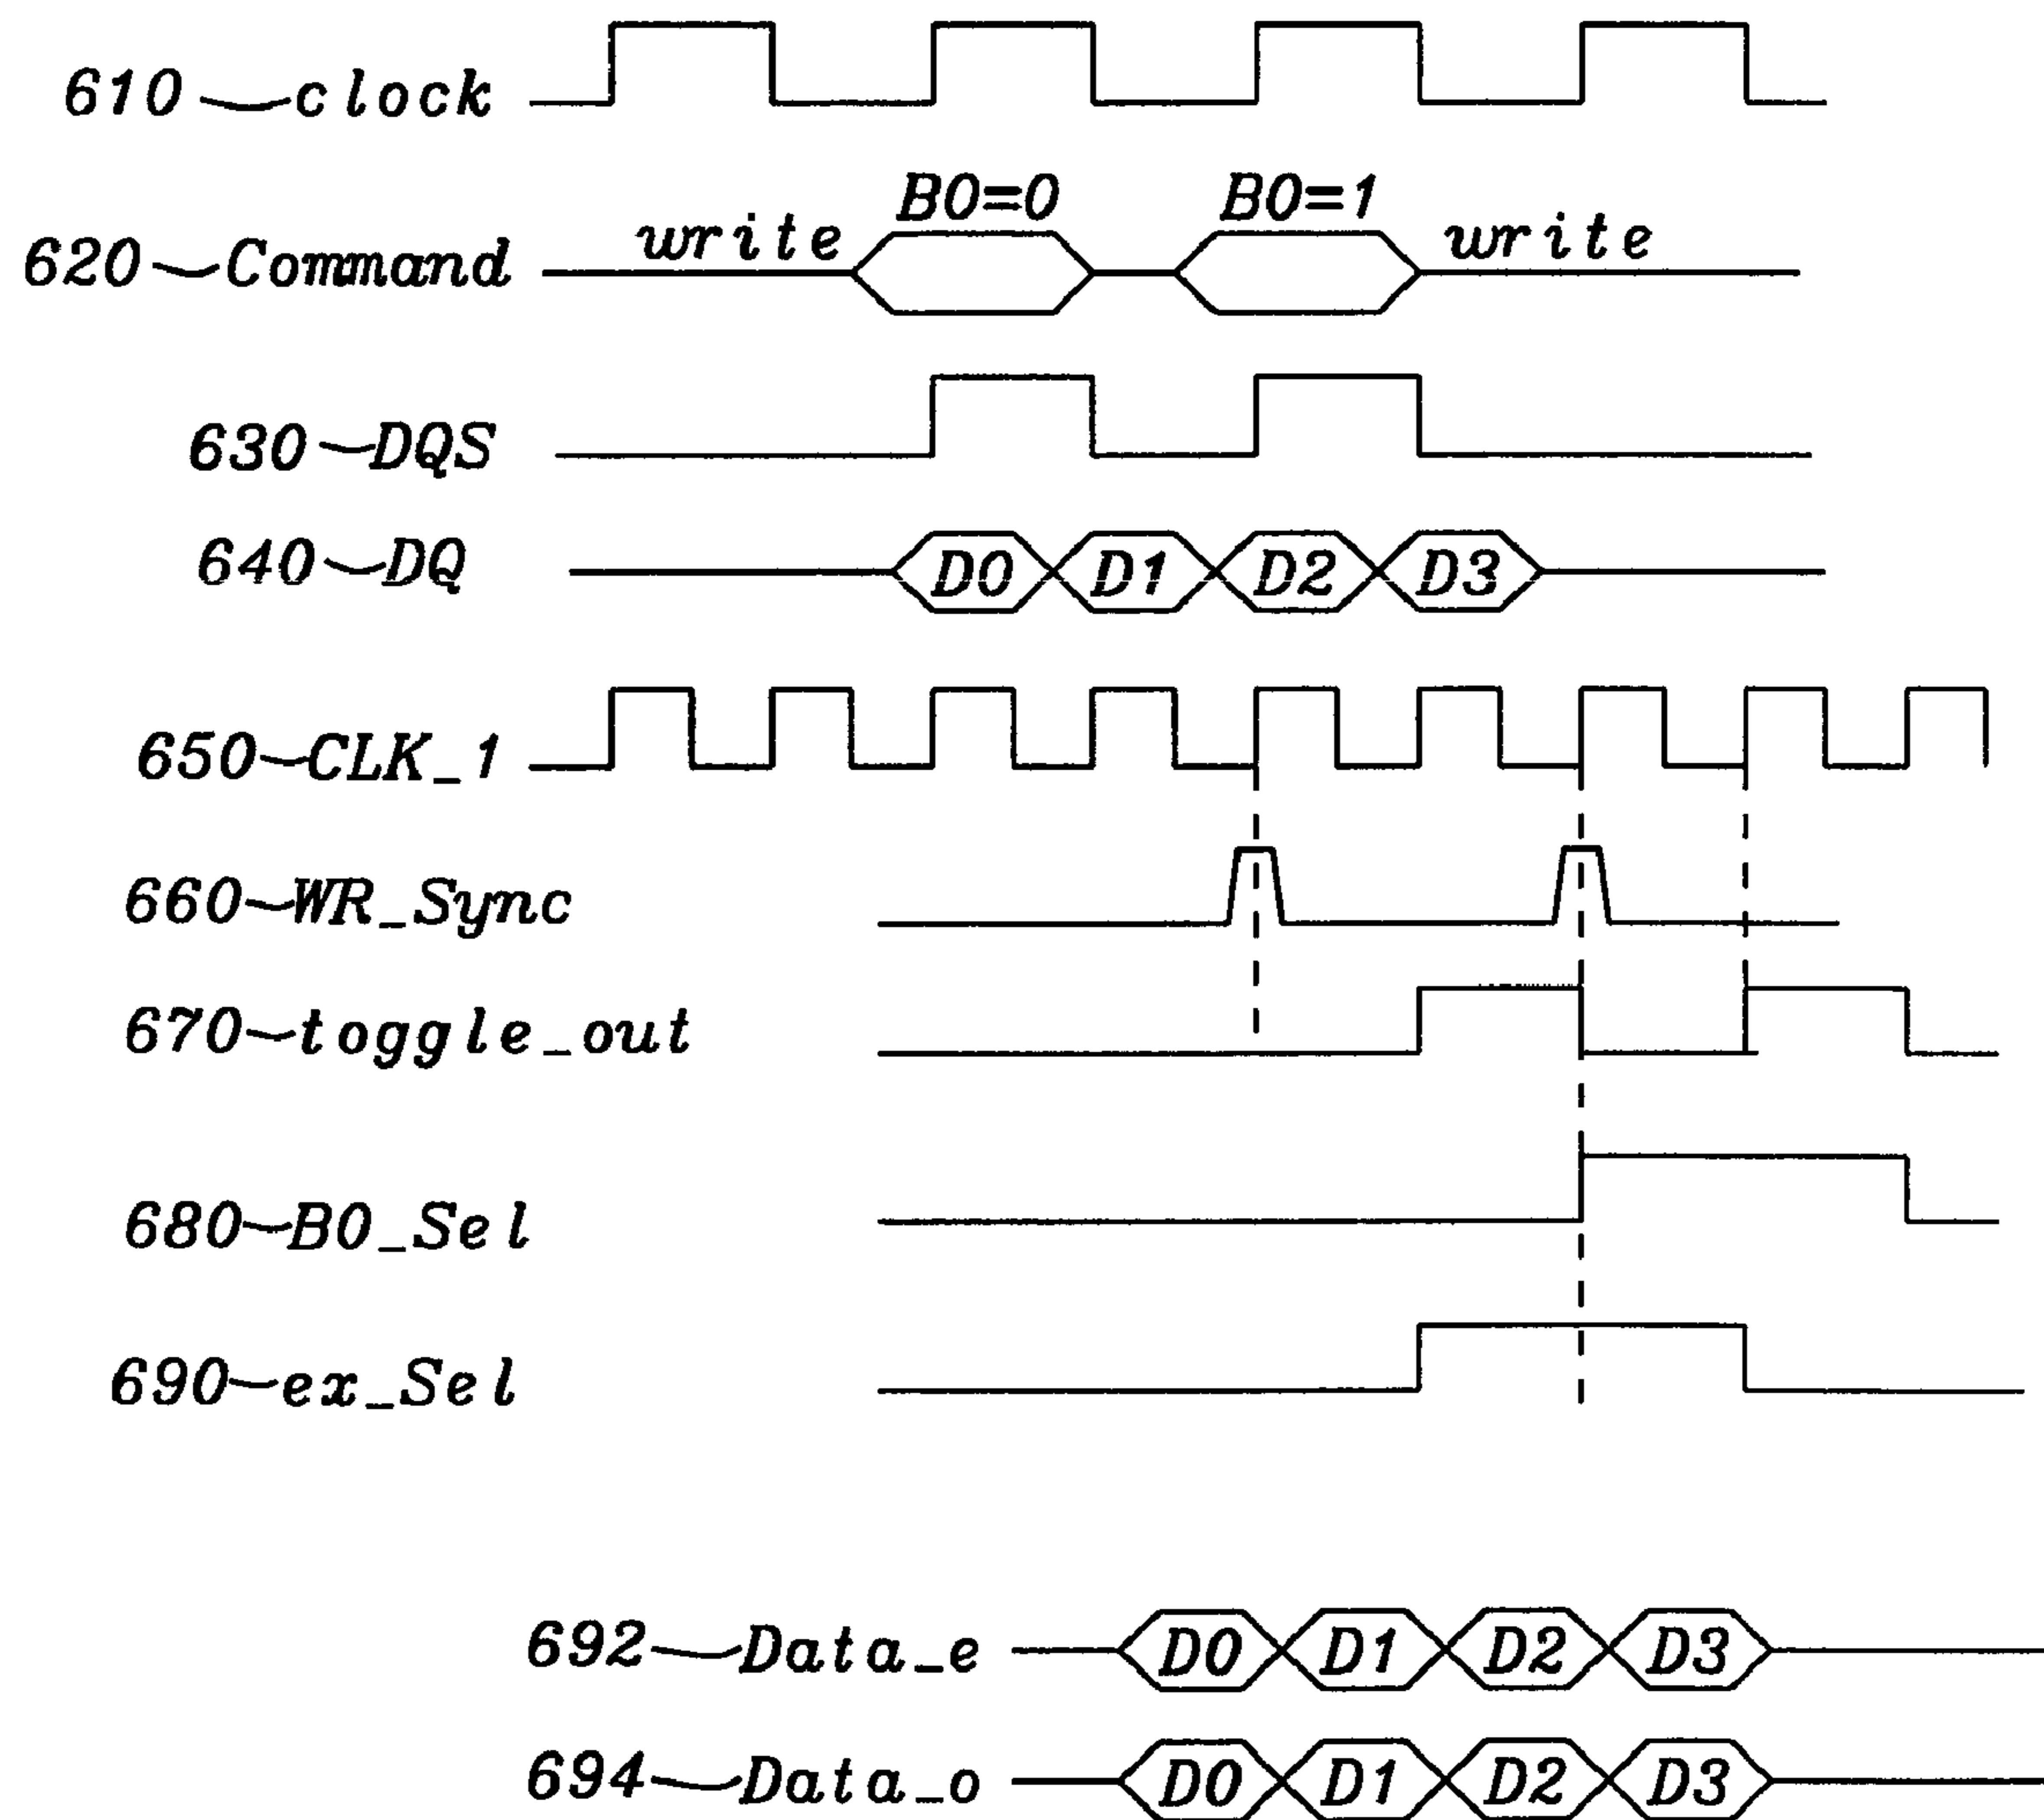 610 clock
B0=0 B0=1
write write
620 Command
630 DQS
640 DQ D0 D1 D2 D3
650 CLK_1
660 WR_Sync
670 toggle_out
680 B0_Sel
690 ex_Sel
692 Data_e D0 D1 D2 D3
694 Data_o D0 D1 D2 D3